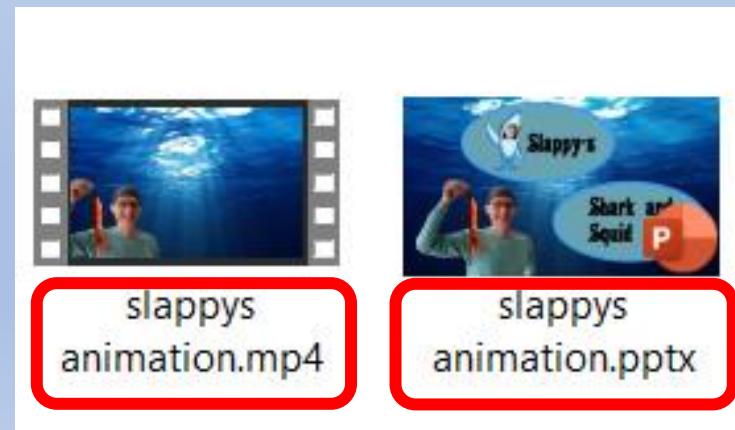 Slappy's
Shark and
Squid
P
slappys
animation.mp4
slappys
animation.pptx